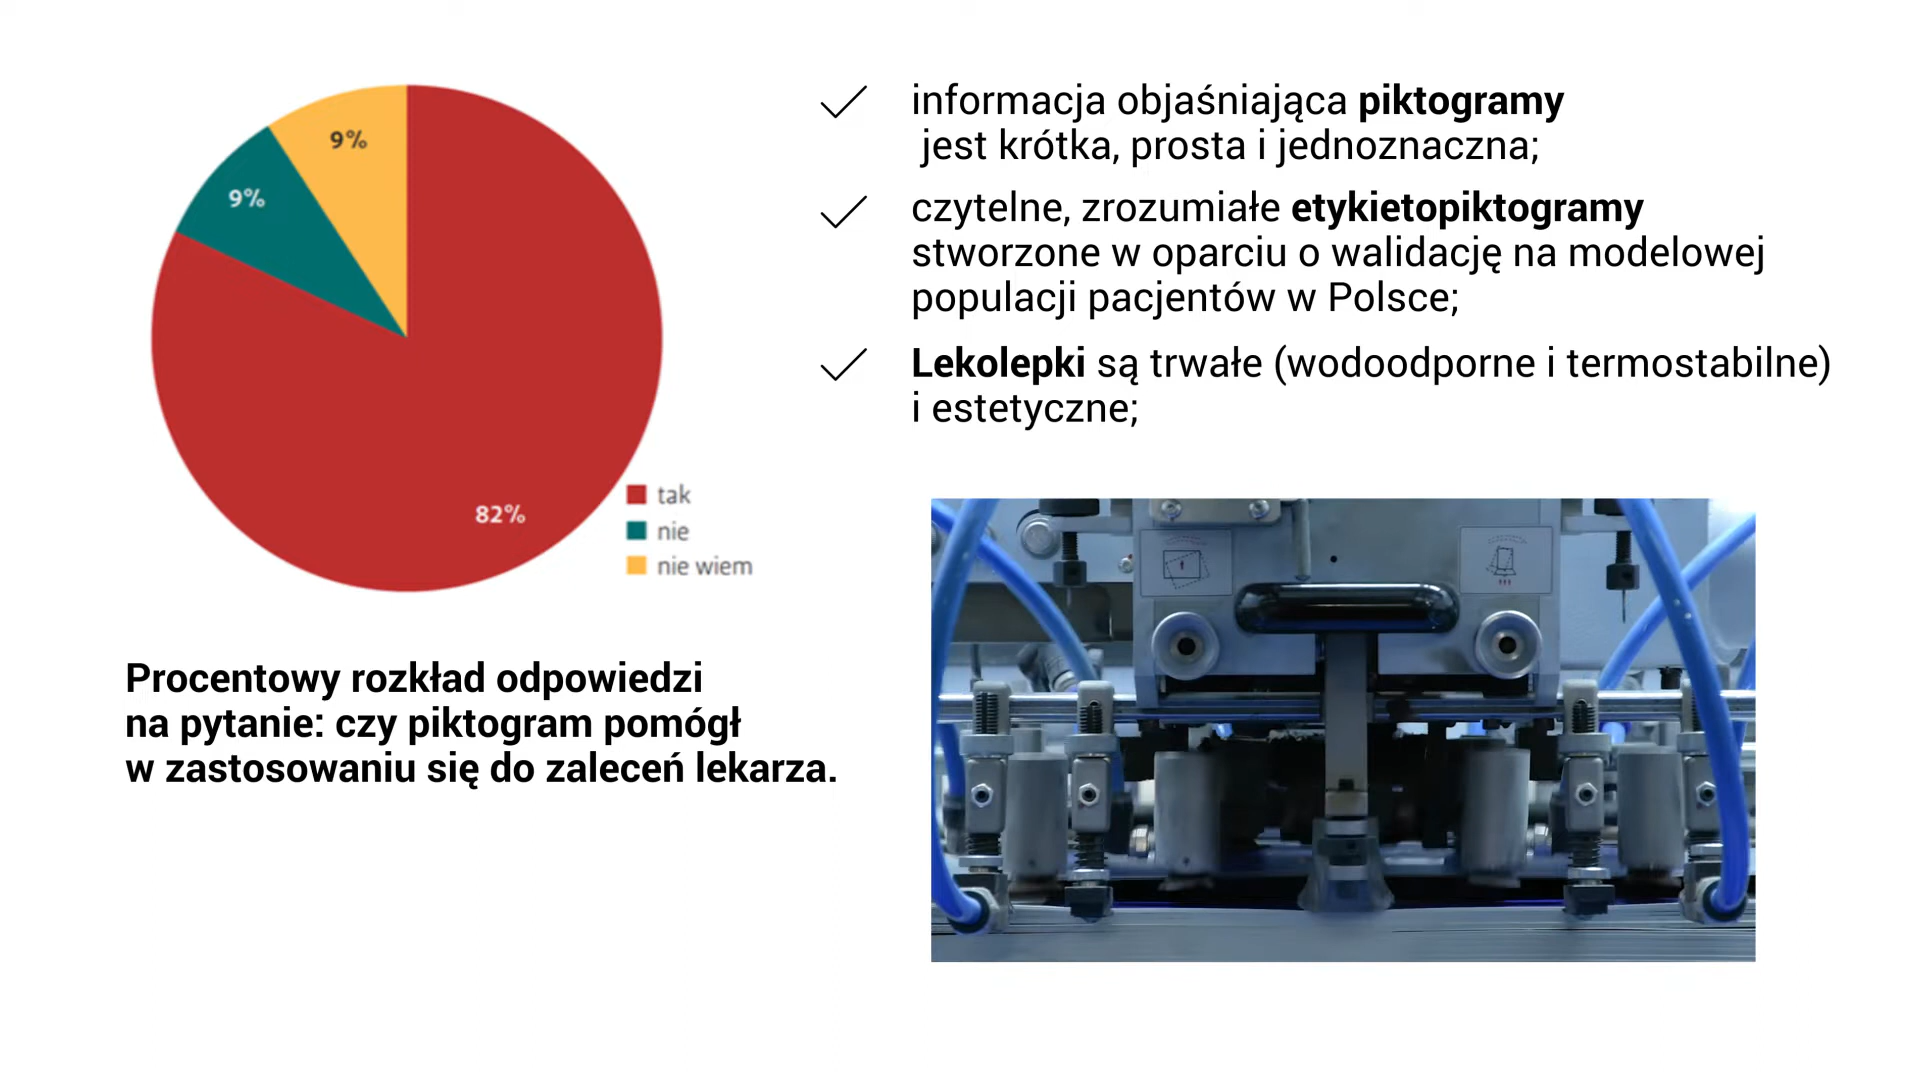 9%
9%
82%
tak
nie
nie wiem
Procentowy rozkład odpowiedzi
na pytanie: czy piktogram pomógł
w zastosowaniu się do zaleceń lekarza.
informacja objaśniająca piktogramy
jest krótka, prosta i jednoznaczna;
czytelne, zrozumiałe etykietopiktogramy
stworzone w oparciu o walidację na modelowej
populacji pacjentów w Polsce;
Lekolepki są trwałe (wodoodporne i termostabilne)
i estetyczne;